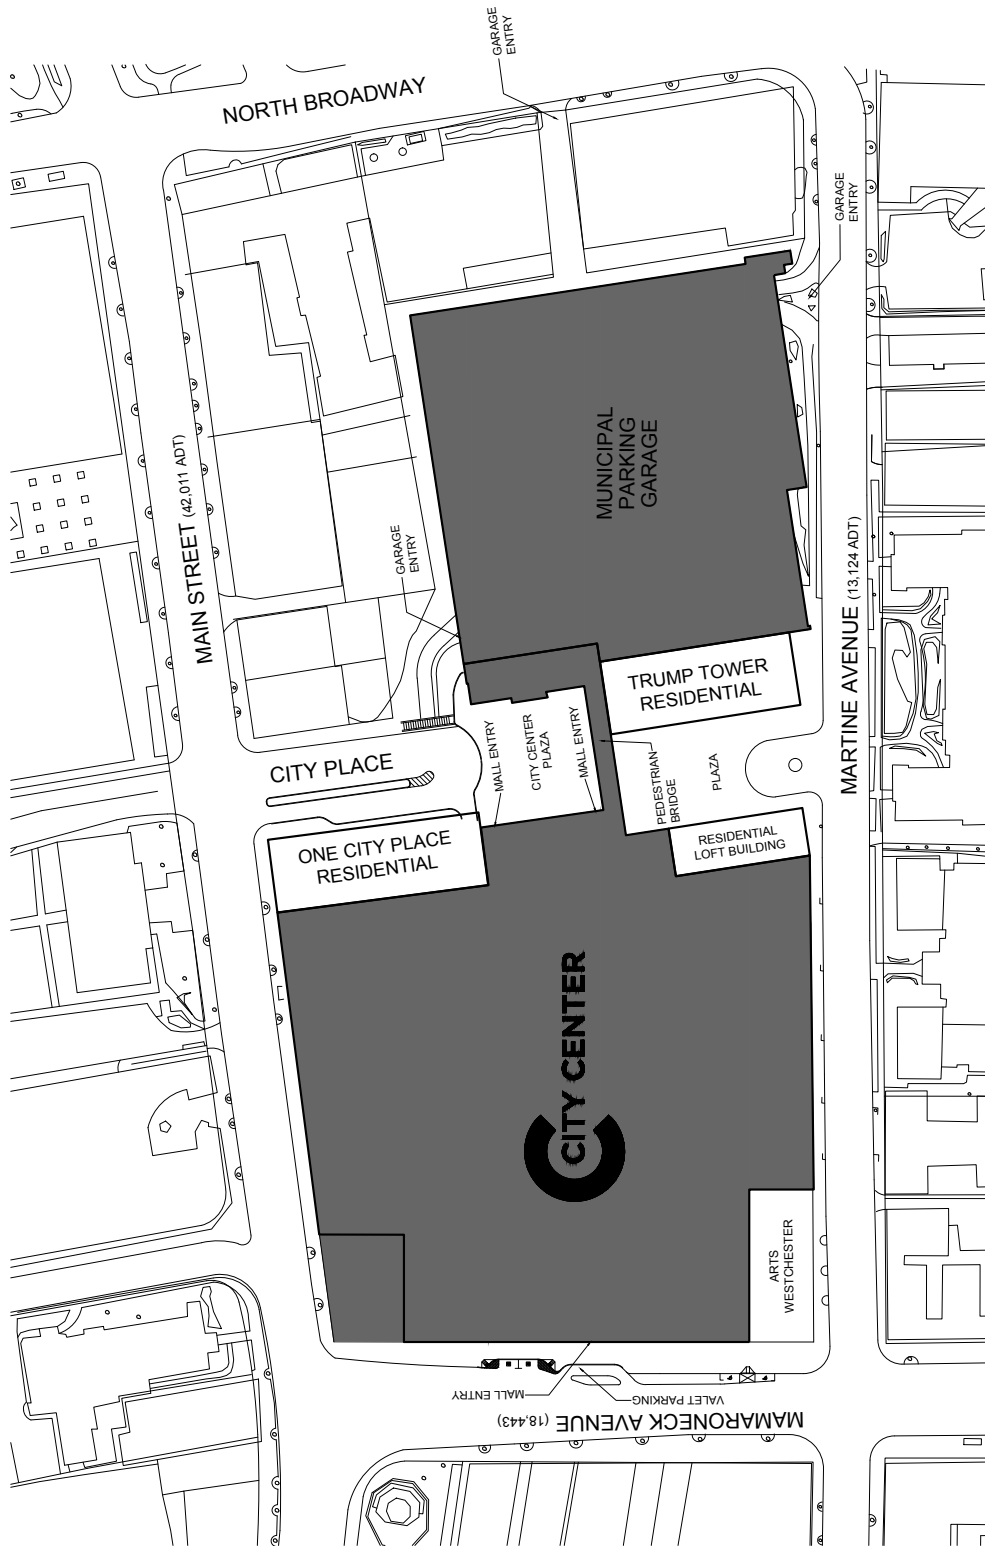 GARAGE
ENTRY
NORTH BROADWAY
GARAGE
ENTRY
MAIN STREET (42,011 ADT)
MUNICIPAL
PARKING
GARAGE
GARAGE
ENTRY
MARTINE AVENUE (13,124 ADT)
TRUMP TOWER
RESIDENTIAL
CITY PLACE
MALL ENTRY
CITY CENTER
PLAZA
MALL ENTRY
PEDESTRIAN
BRIDGE
PLAZA
ONE CITY PLACE
RESIDENTIAL
RESIDENTIAL
LOFT BUILDING
CITY CENTER
ARTS
WESTCHESTER
MALL ENTRY
VALET PARKING
MAMARONECK AVENUE (18,443)